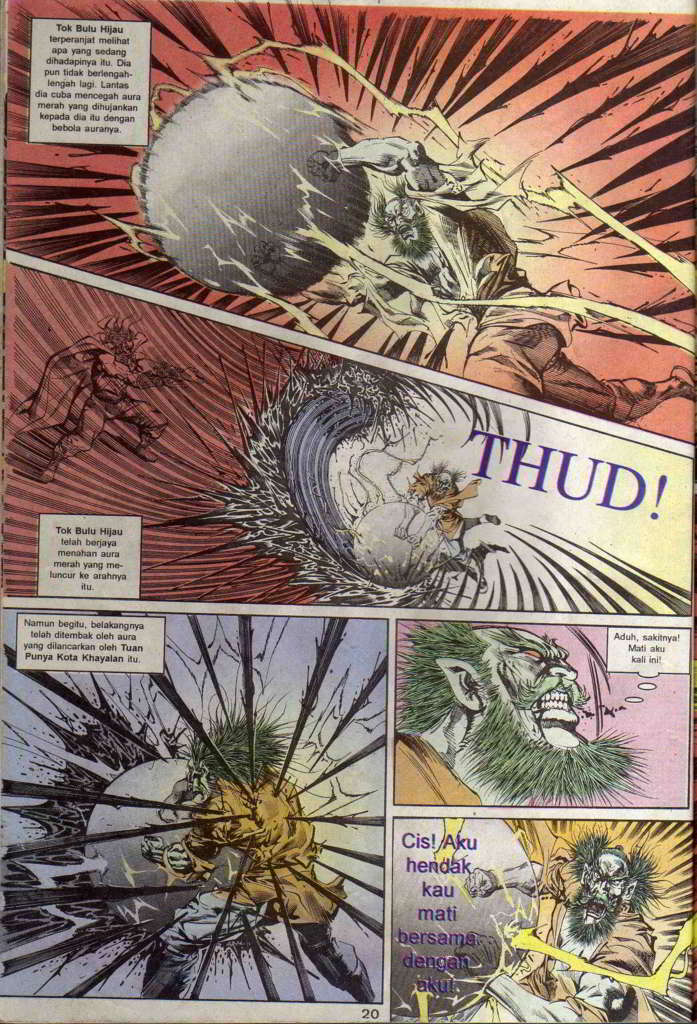 Tok Bulu Hijau
terperanjat melihat
apa yang sedang
dihadapinya itu. Dia
pun tidak berlengah-
lengah lagi. Lantas
dia cuba mencegah aura
merah yang dihujankan
kepada dia itu dengan
bebola auranya.
THUD!
Tok Bulu Hijau
telah berjaya
menahan aura
merah yang me-
luncur ke arahnya
itu.
Namun begitu, belakangnya
telah ditembak oleh aura
yang dilancarkan oleh Tuan
Punya Kota Khayalan itu.
Aduh, sakitnya!
Mati aku
kali ini!
Cis! Aku
hendak
kau
mati
bersama
dengan
aku!
20